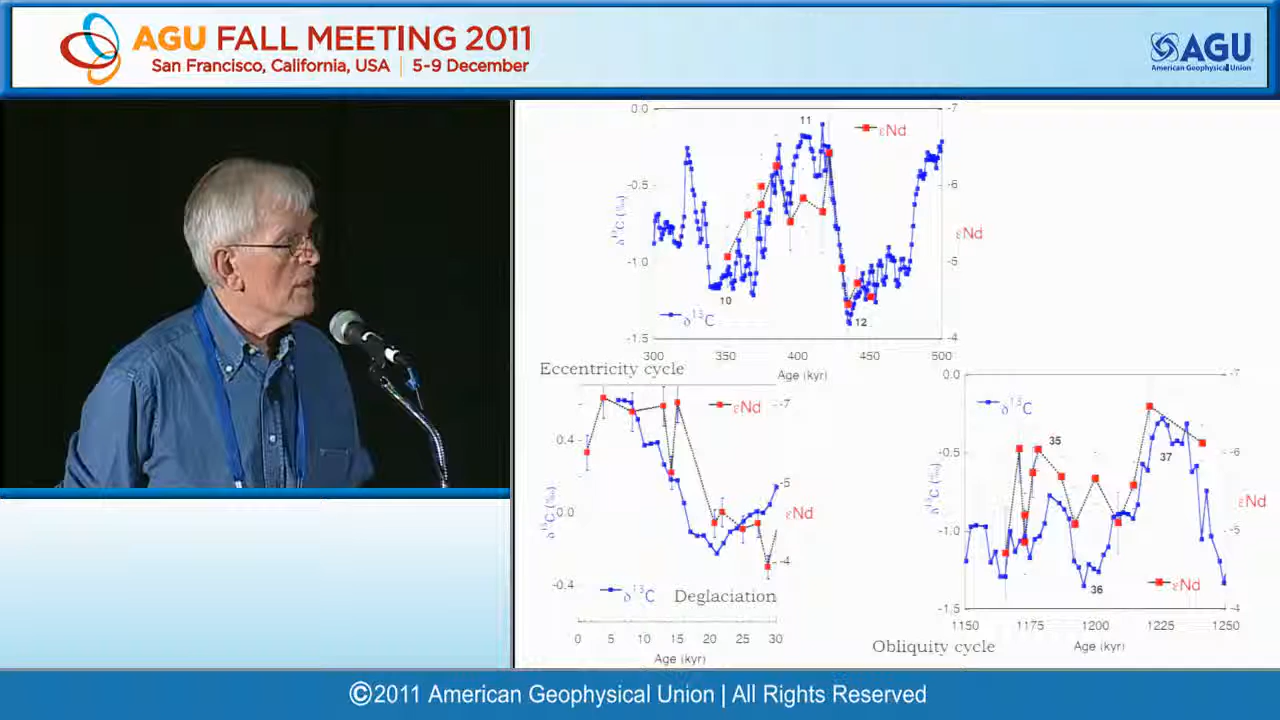 AGU FALL MEETING 2011
San Francisco, California, USA | 5-9 December
AGU
American Geophysical Union
0.0
-0.5
-1.0
-1.5
δ¹³C (‰)
11
10
12
εNd
δ¹³C
-7
-6
-5
-4
εNd
300 350 400 450 500
Age (kyr)
Eccentricity cycle
0.4
0.0
-0.4
δ¹³C (‰)
εNd
-7
-5
-4
εNd
δ¹³C
Deglaciation
0 5 10 15 20 25 30
Age (kyr)
0.0
-0.5
-1.0
-1.5
δ¹³C (‰)
δ¹³C
35
37
36
εNd
-7
-6
-5
-4
εNd
1150 1175 1200 1225 1250
Age (kyr)
Obliquity cycle
©2011 American Geophysical Union | All Rights Reserved